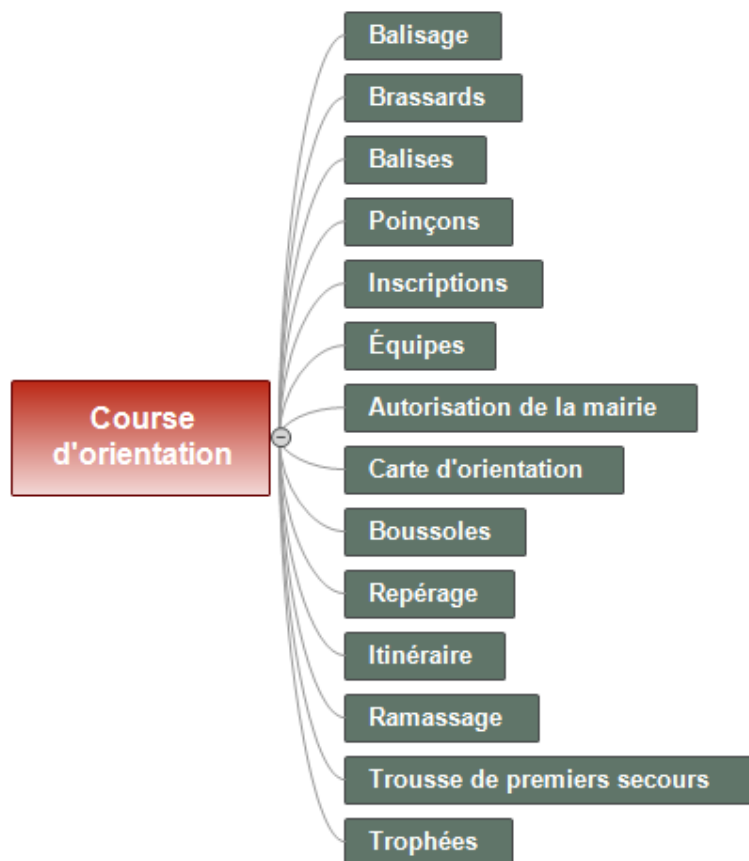 Course
d'orientation
Balisage
Brassards
Balises
Poinçons
Inscriptions
Équipes
Autorisation de la mairie
Carte d'orientation
Boussoles
Repérage
Itinéraire
Ramassage
Trousse de premiers secours
Trophées